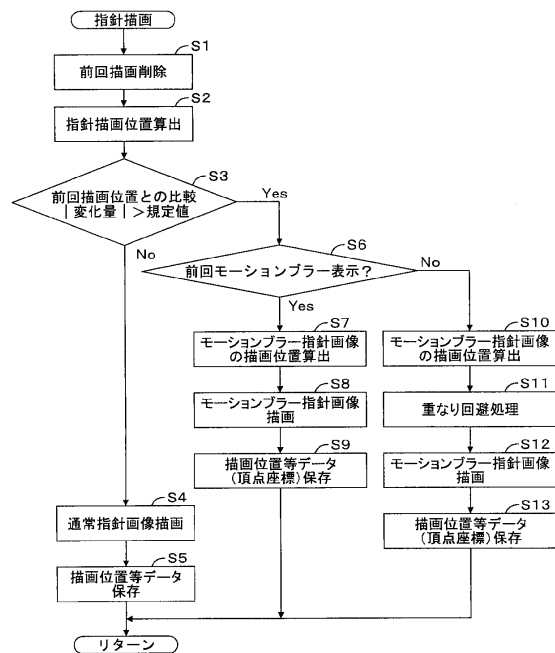 指針描画
S1
前回描画削除
S2
指針描画位置算出
S3
前回描画位置との比較
|変化量|>規定値
Yes
No
S6
前回モーションブラー表示?
Yes
No
S7
モーションブラー指針画像
の描画位置算出
S8
モーションブラー指針画像
描画
S9
描画位置等データ
(頂点座標)保存
S10
モーションブラー指針画像
の描画位置算出
S11
重なり回避処理
S12
モーションブラー指針画像
描画
S13
描画位置等データ
(頂点座標)保存
S4
通常指針画像描画
S5
描画位置等データ
保存
リターン